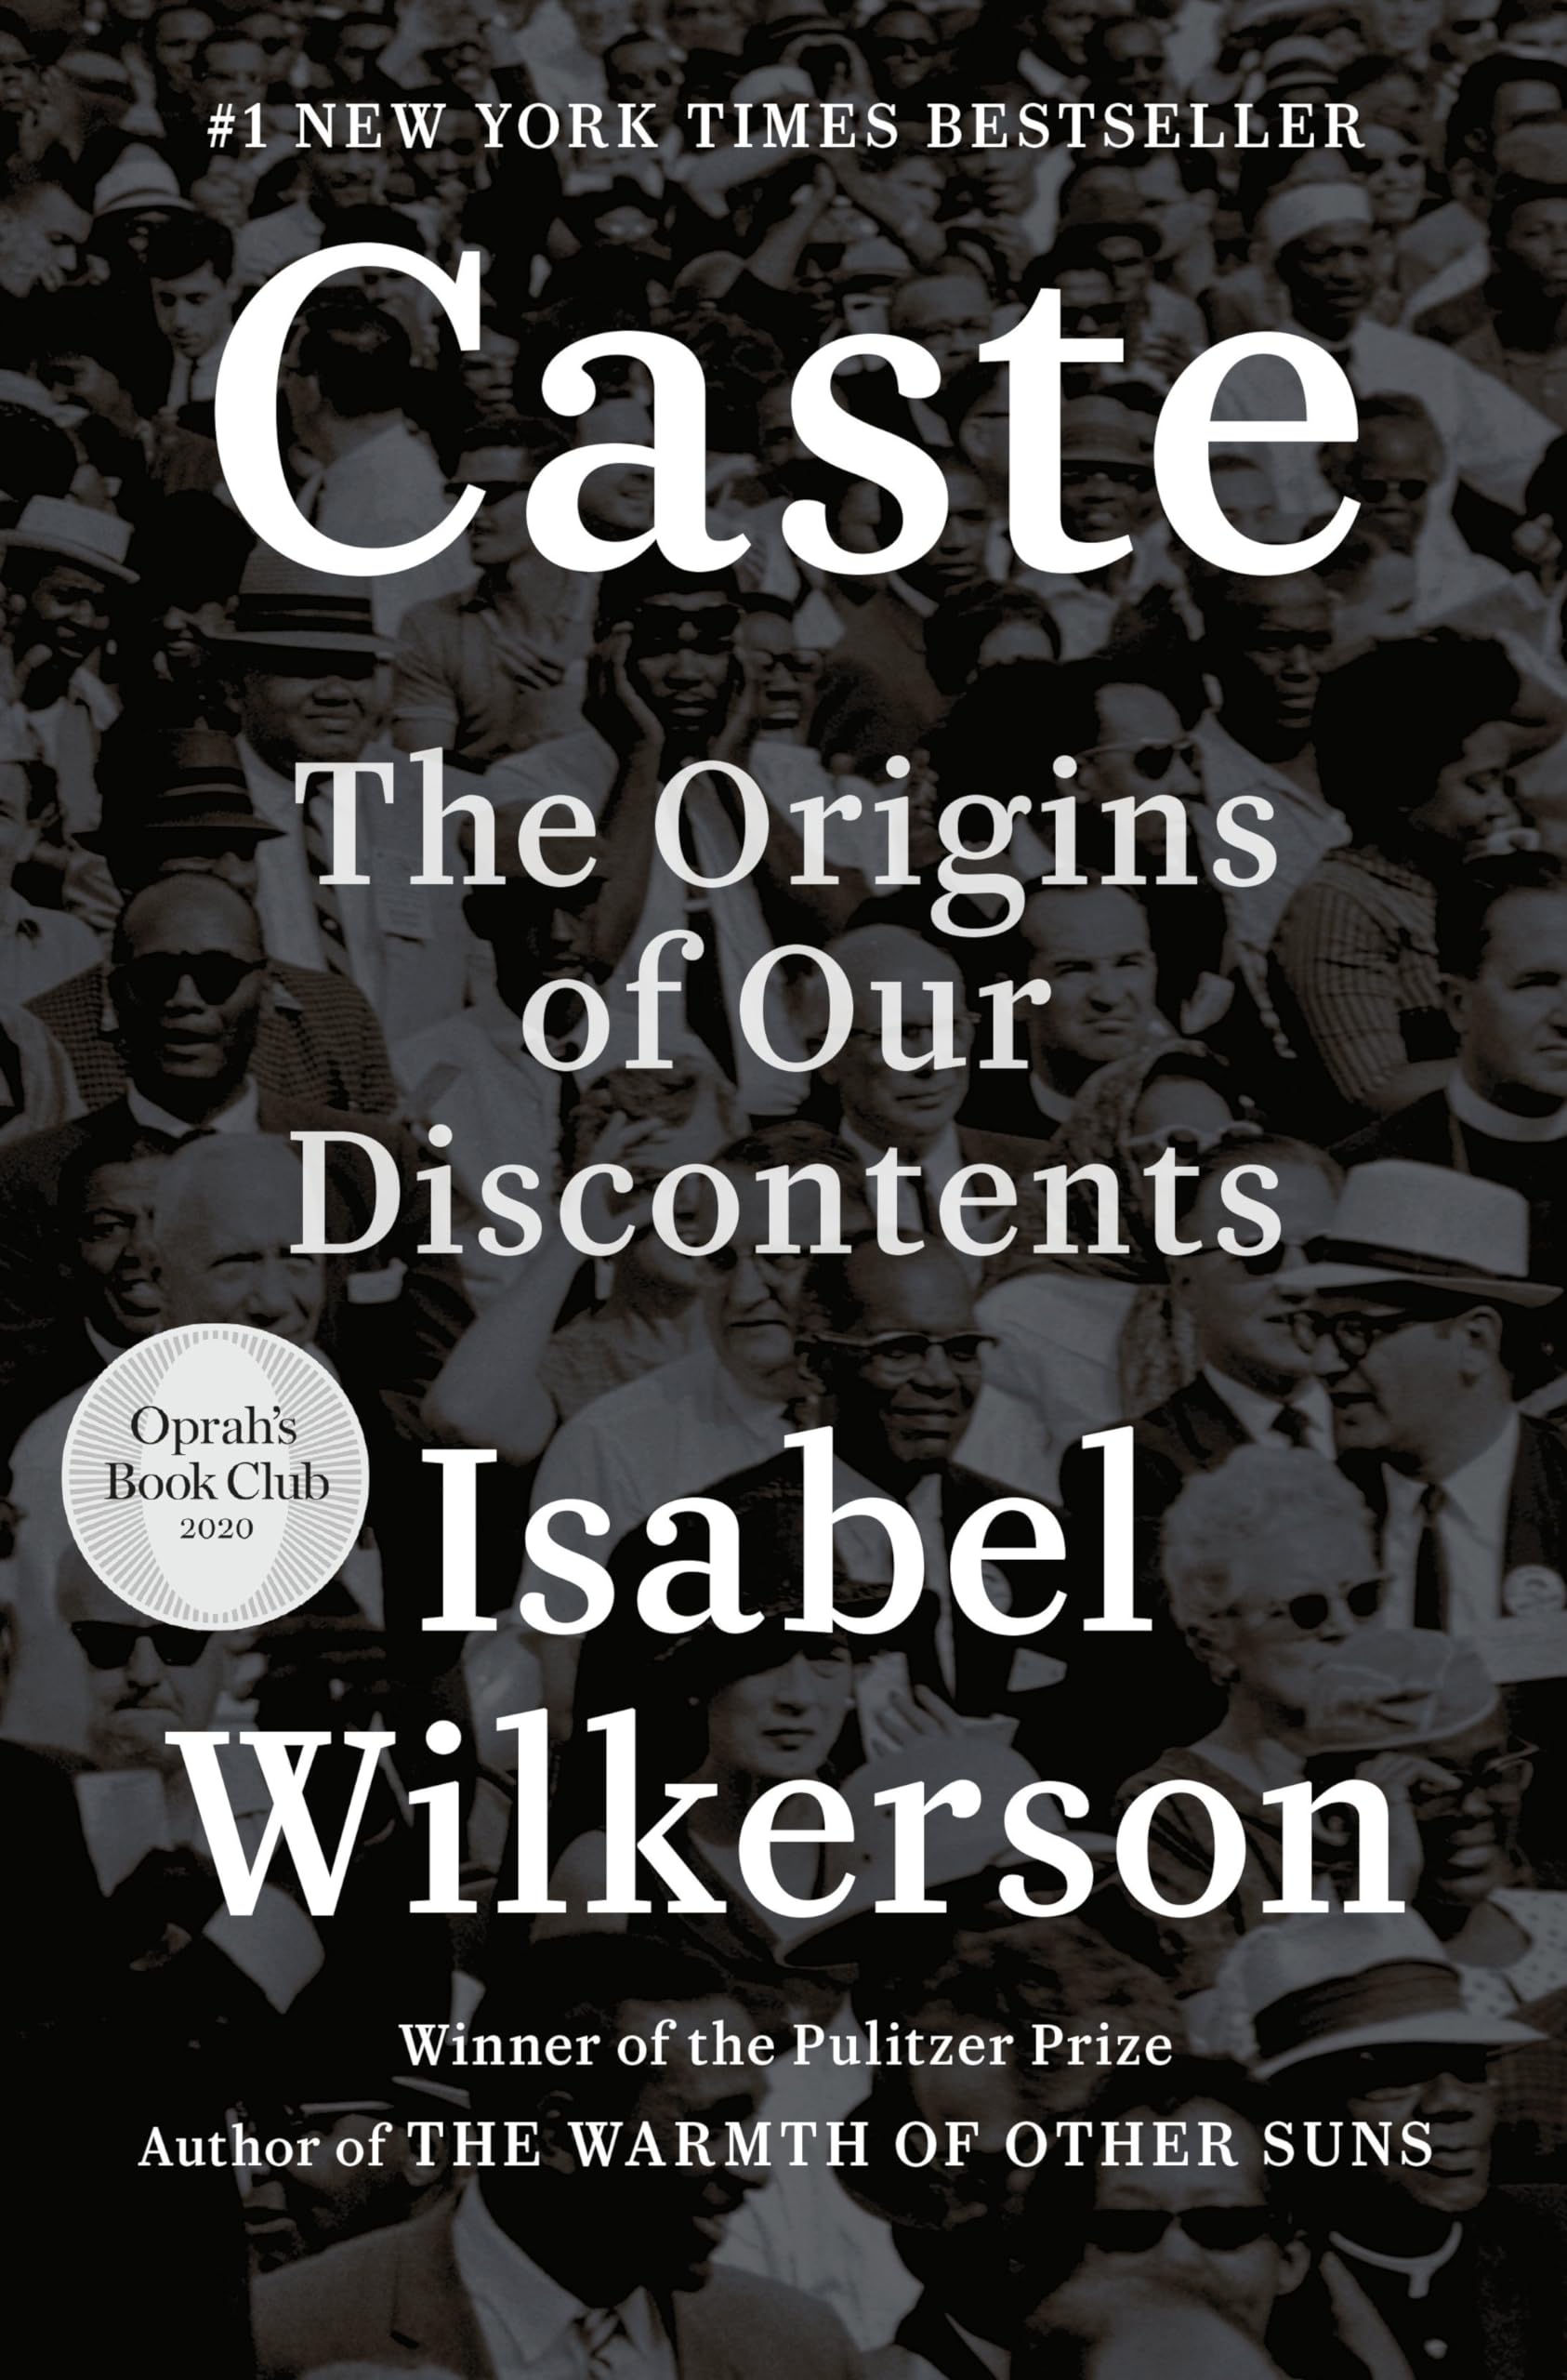 #1 NEW YORK TIMES BESTSELLER
Caste
The Origins
of Our
Discontents
Oprah's
Book Club
2020
Isabel
Wilkerson
Winner of the Pulitzer Prize
Author of THE WARMTH OF OTHER SUNS